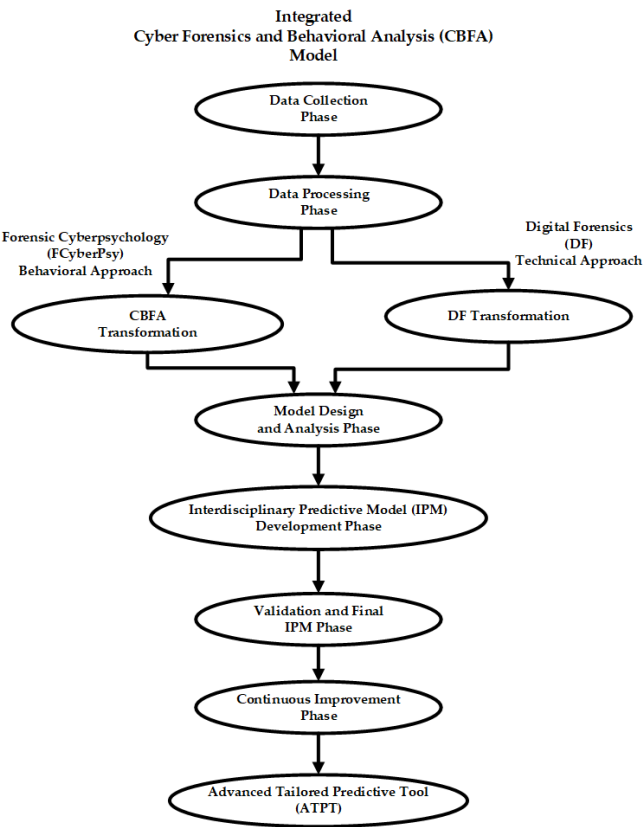 Integrated
Cyber Forensics and Behavioral Analysis (CBFA)
Model
Data Collection
Phase
Data Processing
Phase
Forensic Cyberpsychology
(FCyberPsy)
Behavioral Approach
Digital Forensics
(DF)
Technical Approach
CBFA
Transformation
DF Transformation
Model Design
and Analysis Phase
Interdisciplinary Predictive Model (IPM)
Development Phase
Validation and Final
IPM Phase
Continuous Improvement
Phase
Advanced Tailored Predictive Tool
(ATPT)